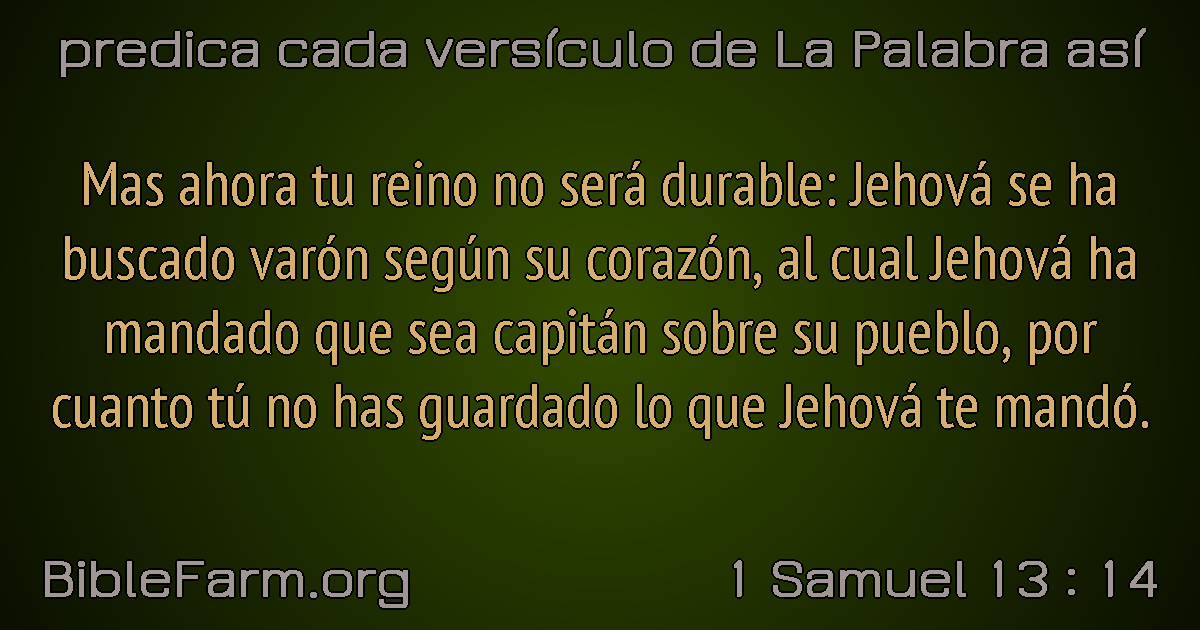 predica cada versículo de La Palabra así
Mas ahora tu reino no será durable: Jehová se ha
buscado varón según su corazón, al cual Jehová ha
mandado que sea capitán sobre su pueblo, por
cuanto tú no has guardado lo que Jehová te mandó.
BibleFarm.org
1 Samuel 13 : 14